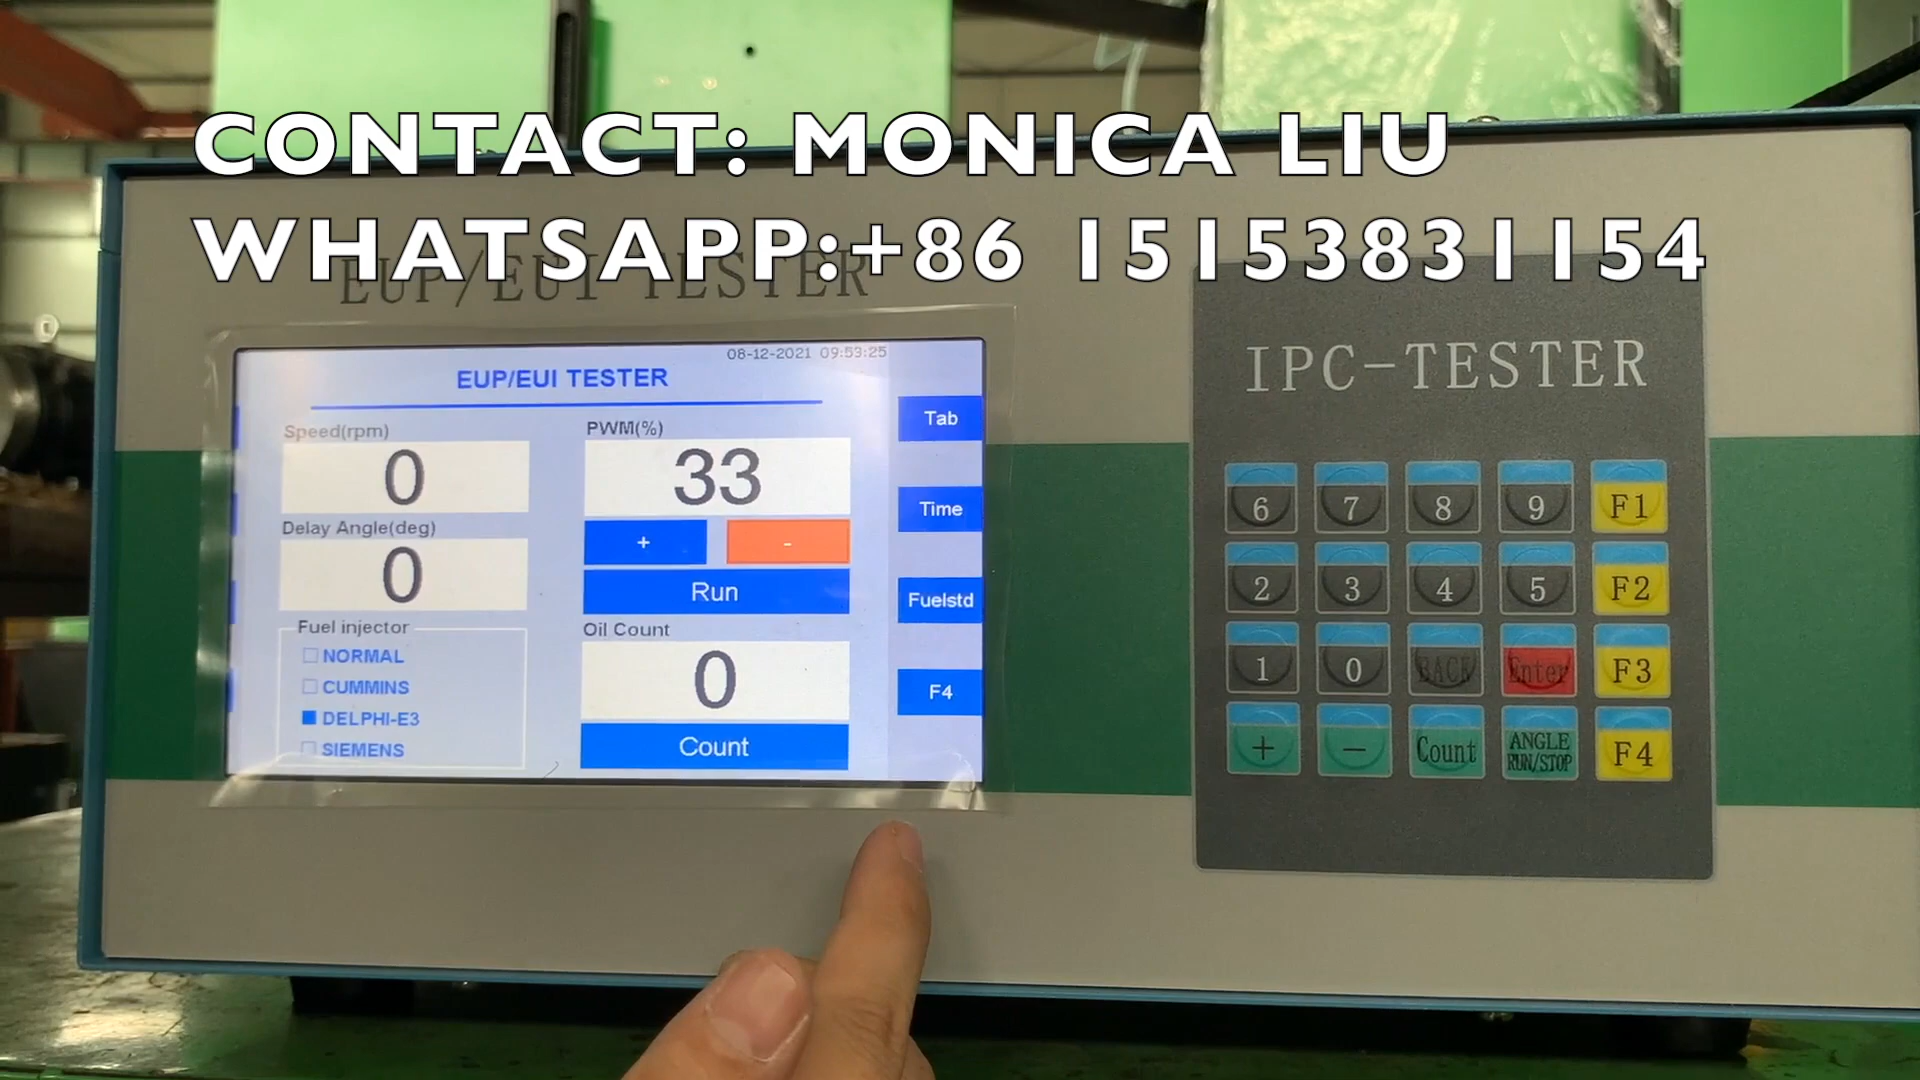 CONTACT: MONICA LIU
WHATSAPP:+86 15153831154
EUP/EUI TESTER
08-12-2021 09:53:25
EUP/EUI TESTER
Speed(rpm)
0
Delay Angle(deg)
0
Fuel injector
NORMAL
CUMMINS
DELPHI-E3
SIEMENS
PWM(%)
33
+ -
Run
Oil Count
0
Count
Tab
Time
Fuelstd
F4
IPC-TESTER
6 7 8 9 F1
2 3 4 5 F2
1 0 BACK Enter F3
+ - Count ANGLE RUN/STOP F4